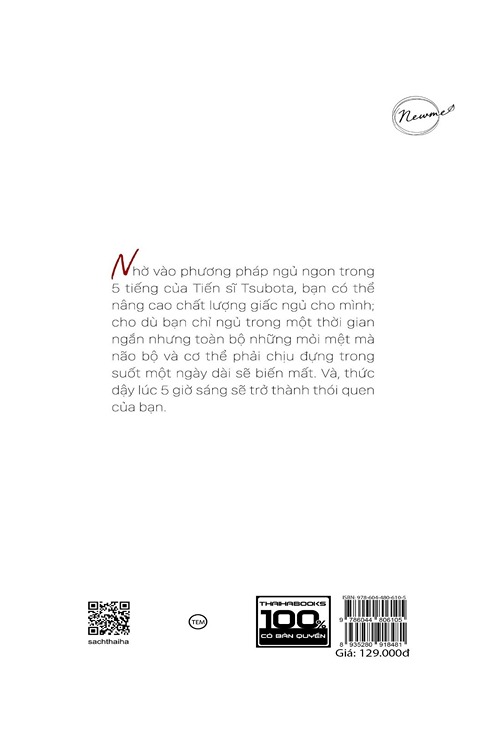 Newme
Nhờ vào phương pháp ngủ ngon trong
5 tiếng của Tiến sĩ Tsubota, bạn có thể
nâng cao chất lượng giấc ngủ cho mình;
cho dù bạn chỉ ngủ trong một thời gian
ngắn nhưng toàn bộ những mỏi mệt mà
não bộ và cơ thể phải chịu đựng trong
suốt một ngày dài sẽ biến mất. Và, thức
dậy lúc 5 giờ sáng sẽ trở thành thói quen
của bạn.
sachthaiha
TEM
THAIHABOOKS
100%
CÓ BẢN QUYỀN
ISBN: 978-604-480-610-5
9 786044 806105
8 935280 918481
Giá: 129.000đ